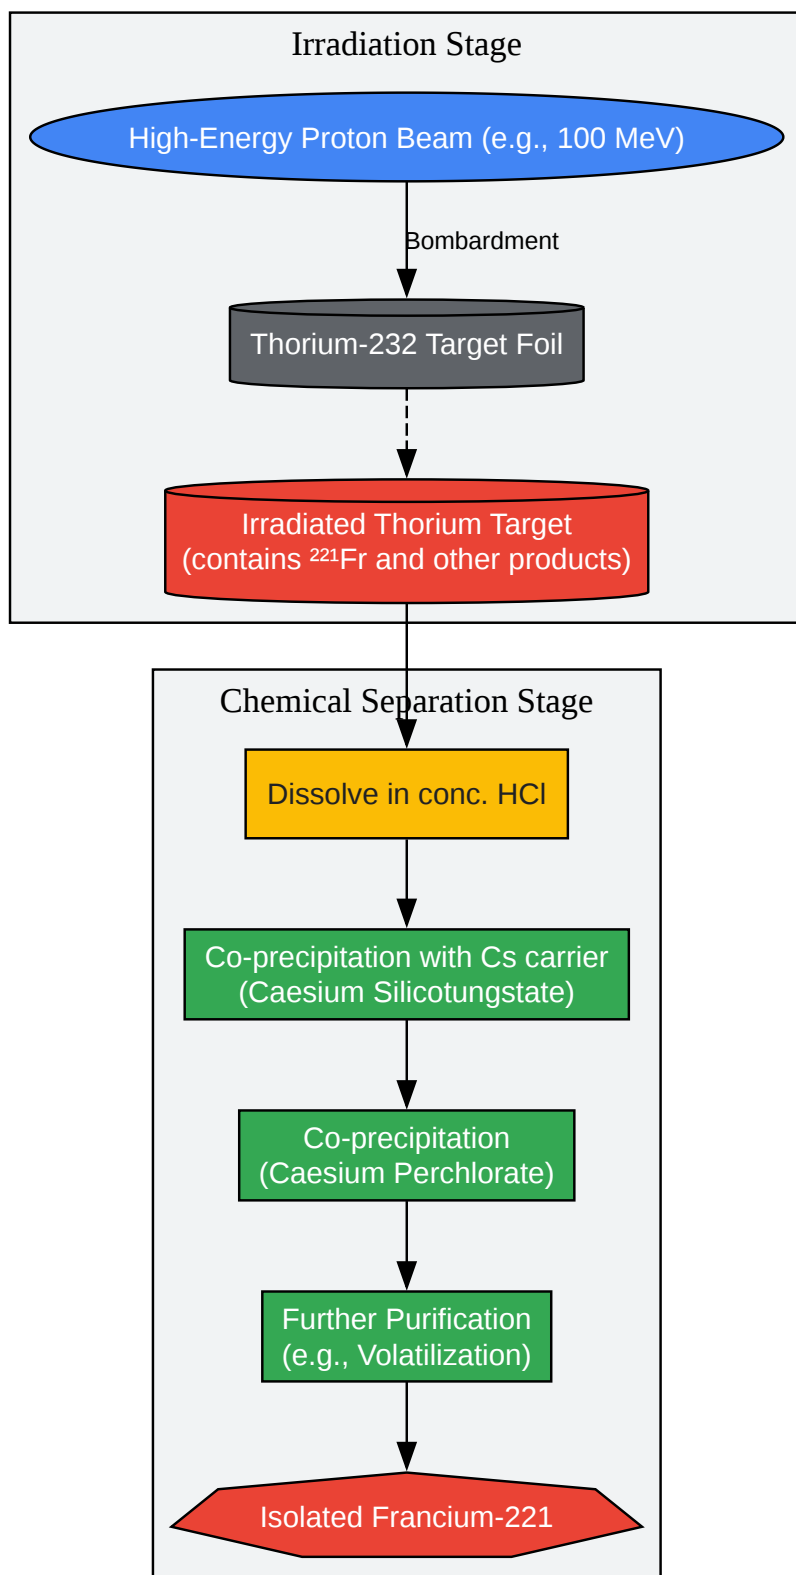 Irradiation Stage
High-Energy Proton Beam (e.g., 100 MeV)
Bombardment
Thorium-232 Target Foil
Irradiated Thorium Target
(contains ²²¹Fr and other products)
Chemical Separation Stage
Dissolve in conc. HCl
Co-precipitation with Cs carrier
(Caesium Silicotungstate)
Co-precipitation
(Caesium Perchlorate)
Further Purification
(e.g., Volatilization)
Isolated Francium-221